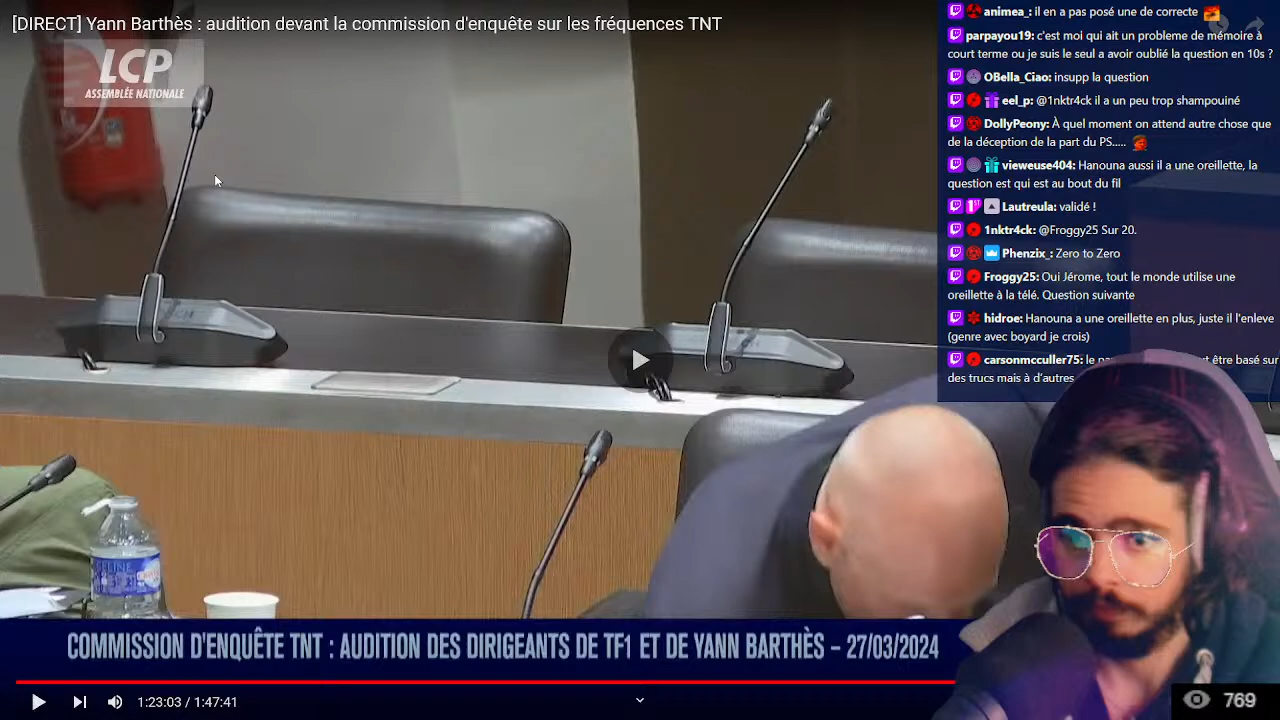 [DIRECT] Yann Barthès : audition devant la commission d'enquête sur les fréquences TNT
LCP
ASSEMBLÉE NATIONALE
animea_: il en a pas posé une de correcte
parpayou19: c'est moi qui ait un probleme de mémoire à
court terme ou je suis le seul a avoir oublié la question en 10s ?
OBella_Ciao: insupp la question
eel_p: @1nktr4ck il a un peu trop shampouiné
DollyPeony: À quel moment on attend autre chose que
de la déception de la part du PS.....
vieweuse404: Hanouna aussi il a une oreillette, la
question est qui est au bout du fil
Lautreula: validé !
1nktr4ck: @Froggy25 Sur 20.
Phenzix_: Zero to Zero
Froggy25: Oui Jérome, tout le monde utilise une
oreillette à la télé. Question suivante
hidroe: Hanouna a une oreillette en plus, juste il l'enleve
(genre avec boyard je crois)
carsonmcculler75: le être basé sur
des trucs mais à d'autres
COMMISSION D'ENQUÊTE TNT : AUDITION DES DIRIGEANTS DE TF1 ET DE YANN BARTHÈS – 27/03/2024
1:23:03 / 1:47:41
769